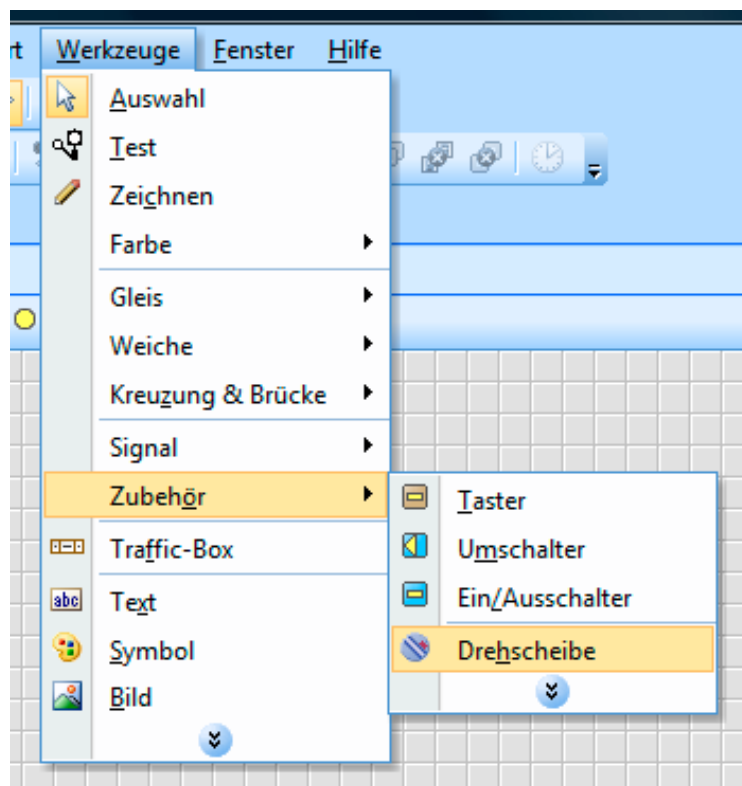 rt Werkzeuge Fenster Hilfe
Auswahl
Test
Zeichnen
Farbe
Gleis
Weiche
Kreuzung & Brücke
Signal
Zubehör
Traffic-Box
abc Text
Symbol
Bild
Taster
Umschalter
Ein/Ausschalter
Drehscheibe